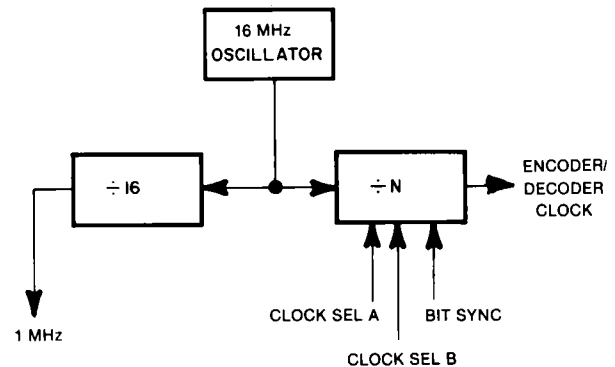 16 MHz
OSCILLATOR
÷ 16
÷ N
ENCODER/
DECODER
CLOCK
CLOCK SEL A
BIT SYNC
1 MHz
CLOCK SEL B